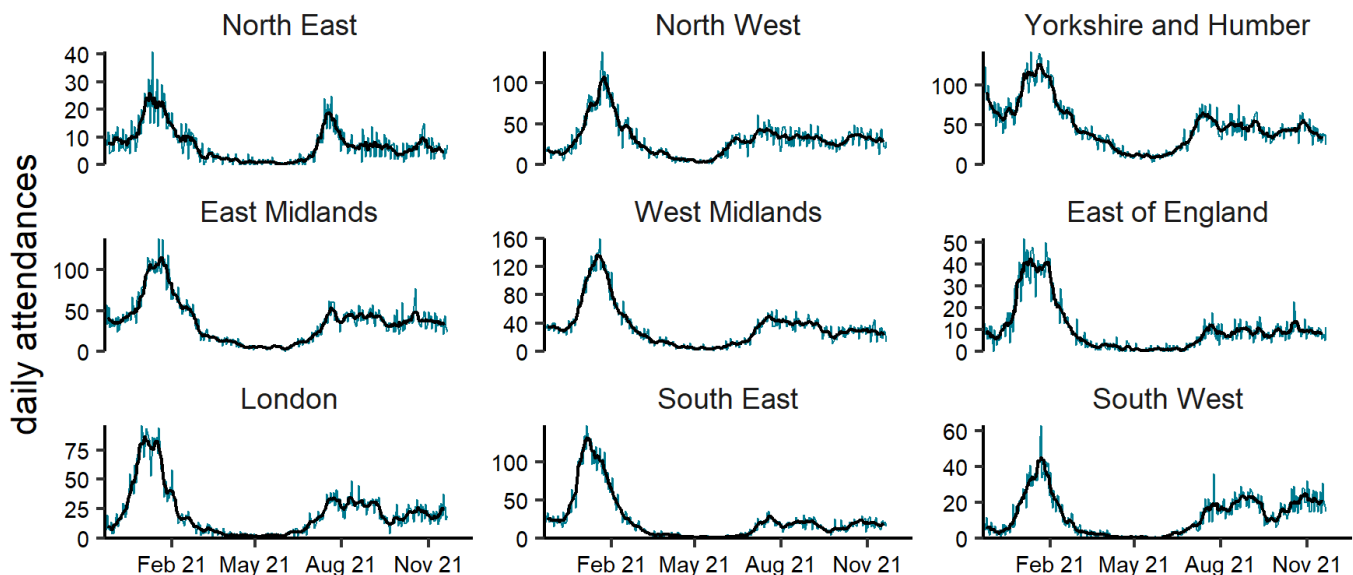 North East
North West
Yorkshire and Humber
40
30
20
10
0
100
50
0
100
50
0
East Midlands
West Midlands
East of England
100
50
0
160
120
80
40
0
50
40
30
20
10
0
London
South East
South West
75
50
25
0
100
50
0
60
40
20
0
Feb 21 May 21 Aug 21 Nov 21
Feb 21 May 21 Aug 21 Nov 21
Feb 21 May 21 Aug 21 Nov 21
daily attendances